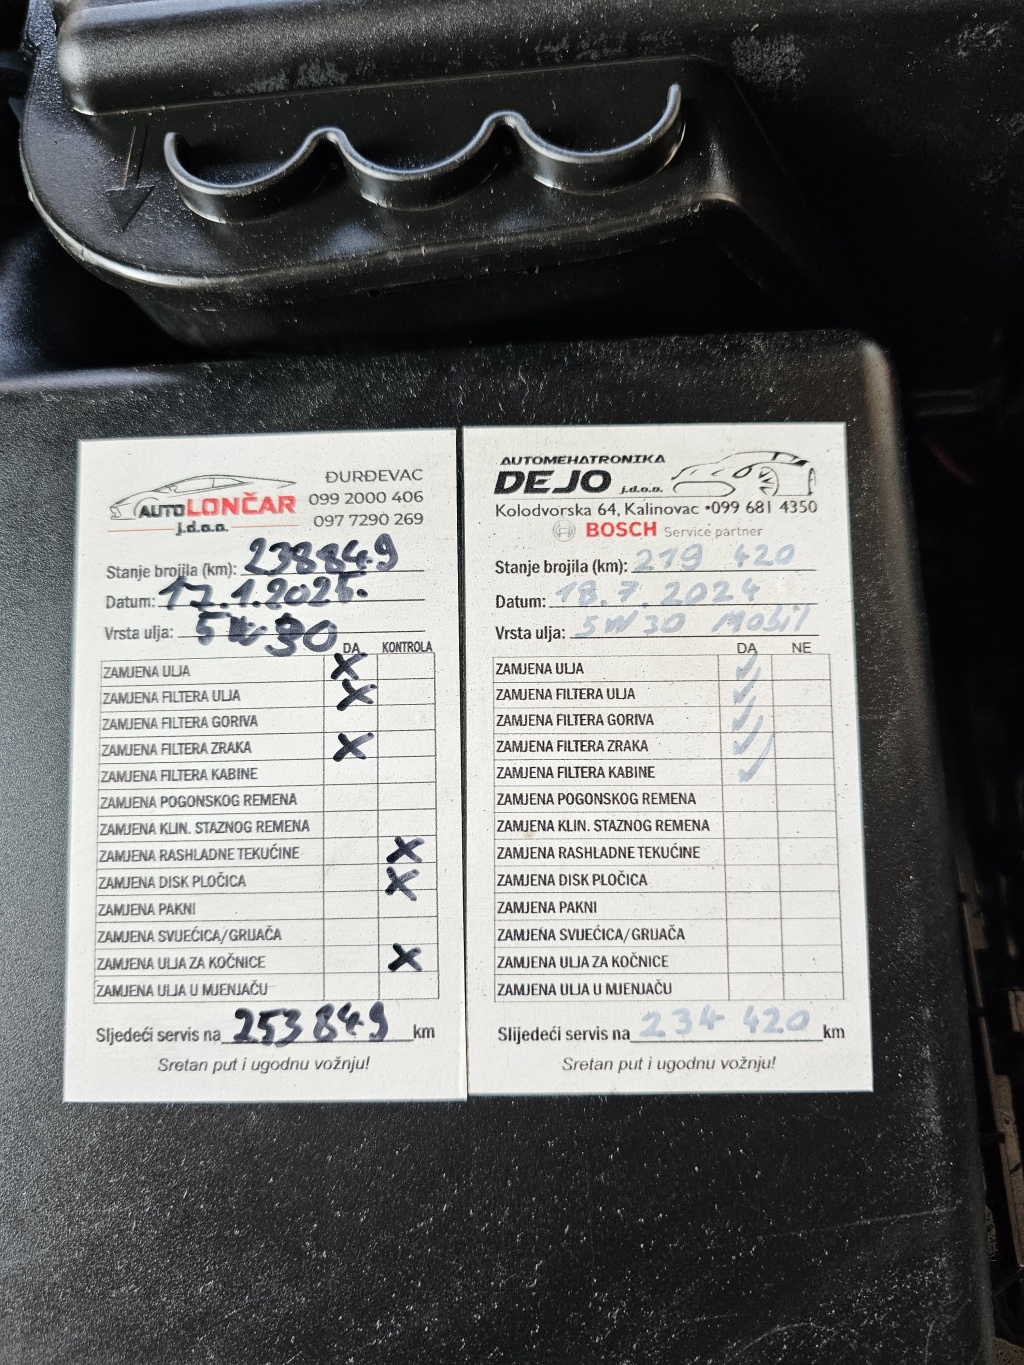 AUTO LONČAR
j.d.o.o.
ĐURĐEVAC
099 2000 406
097 7290 269
Stanje brojila (km): 238849
Datum: 17.1.2025.
Vrsta ulja: 5W30
DA KONTROLA
ZAMJENA ULJA X
ZAMJENA FILTERA ULJA X
ZAMJENA FILTERA GORIVA
ZAMJENA FILTERA ZRAKA X
ZAMJENA FILTERA KABINE
ZAMJENA POGONSKOG REMENA
ZAMJENA KLIN. STAZNOG REMENA
ZAMJENA RASHLADNE TEKUĆINE X
ZAMJENA DISK PLOČICA X
ZAMJENA PAKNI
ZAMJENA SVIJEĆICA/GRIJAČA
ZAMJENA ULJA ZA KOČNICE X
ZAMJENA ULJA U MJENJAČU
Sljedeći servis na 253849 km
Sretan put i ugodnu vožnju!
AUTOMEHATRONIKA
DEJO j.d.o.o.
Kolodvorska 64, Kalinovac •099 681 4350
BOSCH Service partner
Stanje brojila (km): 219 420
Datum: 18.7.2024
Vrsta ulja: 5W30 Mobil
DA NE
ZAMJENA ULJA ✓
ZAMJENA FILTERA ULJA ✓
ZAMJENA FILTERA GORIVA ✓
ZAMJENA FILTERA ZRAKA ✓
ZAMJENA FILTERA KABINE ✓
ZAMJENA POGONSKOG REMENA
ZAMJENA KLIN. STAZNOG REMENA
ZAMJENA RASHLADNE TEKUĆINE
ZAMJENA DISK PLOČICA
ZAMJENA PAKNI
ZAMJENA SVIJEĆICA/GRIJAČA
ZAMJENA ULJA ZA KOČNICE
ZAMJENA ULJA U MJENJAČU
Slijedeći servis na 234 420 km
Sretan put i ugodnu vožnju!